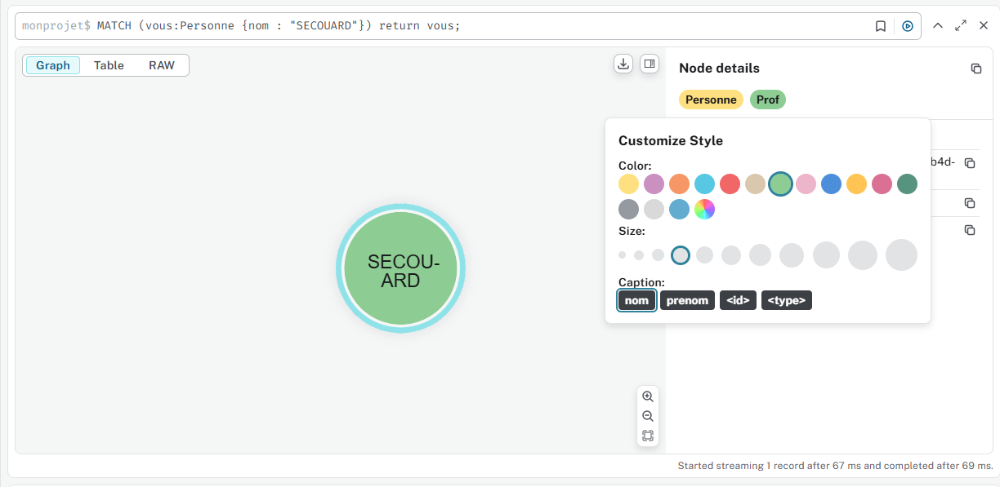 monprojet$ MATCH (vous:Personne {nom : "SECOUARD"}) return vous;
Graph Table RAW
Node details
Personne Prof
Customize Style
Color:
b4d-
Size:
SECOU-
ARD
Caption:
nom prenom <id> <type>
Started streaming 1 record after 67 ms and completed after 69 ms.